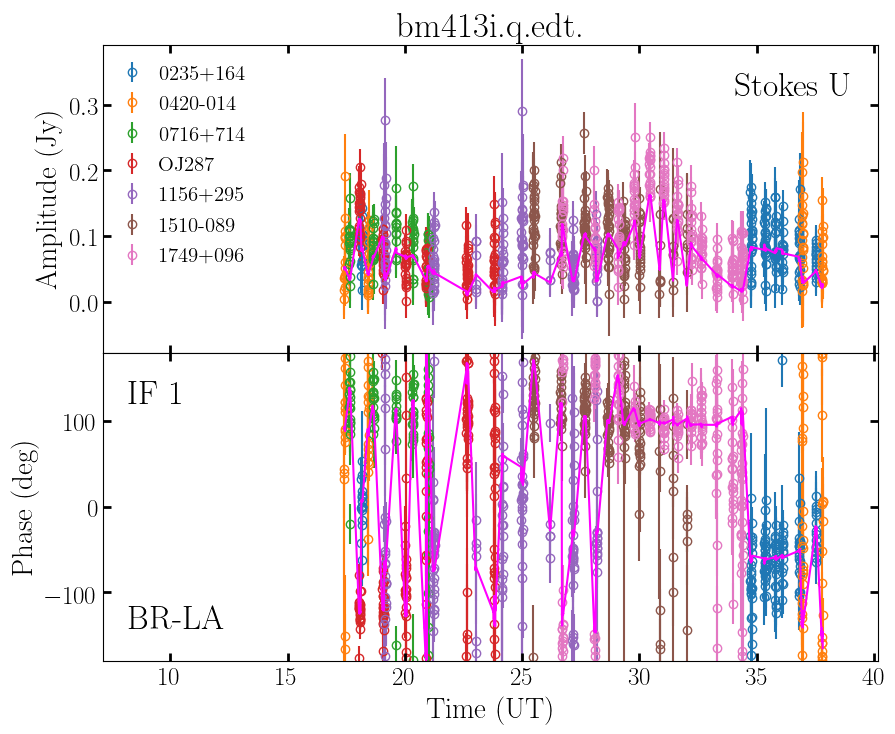 bm413i.q.edt.
Stokes U
0235+164
0420-014
0716+714
OJ287
1156+295
1510-089
1749+096
Amplitude (Jy)
0.3
0.2
0.1
0.0
IF 1
BR-LA
Phase (deg)
100
0
−100
10 15 20 25 30 35 40
Time (UT)